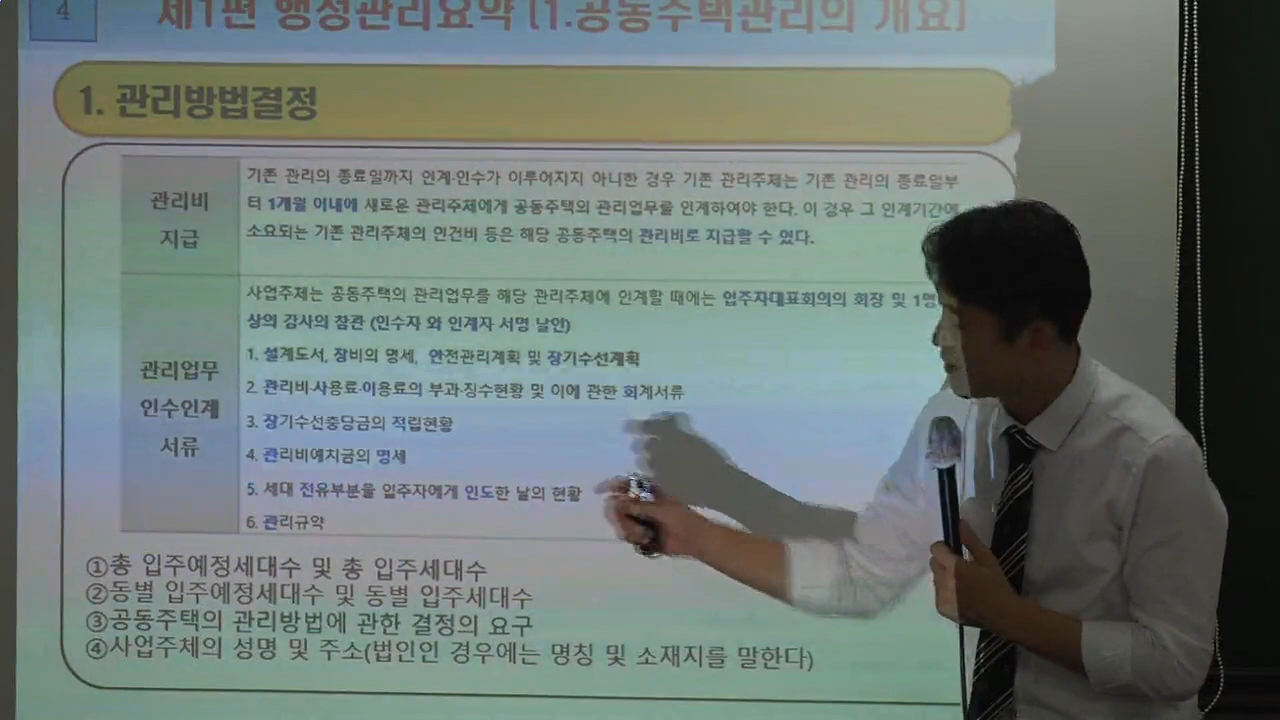 4
제1편 행정관리요약 [1.공동주택관리의 개요]
1. 관리방법결정
관리비
지급
기존 관리의 종료일까지 인계·인수가 이루어지지 아니한 경우 기존 관리주체는 기존 관리의 종료일부
터 1개월 이내에 새로운 관리주체에게 공동주택의 관리업무를 인계하여야 한다. 이 경우 그 인계기간에
소요되는 기존 관리주체의 인건비 등은 해당 공동주택의 관리비로 지급할 수 있다.
관리업무
인수인계
서류
사업주체는 공동주택의 관리업무를 해당 관리주체에 인계할 때에는 입주자대표회의의 회장 및 1명
상의 감사의 참관 (인수자 와 인계자 서명 날인)
1. 설계도서, 장비의 명세, 안전관리계획 및 장기수선계획
2. 관리비·사용료·이용료의 부과·징수현황 및 이에 관한 회계서류
3. 장기수선충당금의 적립현황
4. 관리비예치금의 명세
5. 세대 전유부분을 입주자에게 인도한 날의 현황
6. 관리규약
①총 입주예정세대수 및 총 입주세대수
②동별 입주예정세대수 및 동별 입주세대수
③공동주택의 관리방법에 관한 결정의 요구
④사업주체의 성명 및 주소(법인인 경우에는 명칭 및 소재지를 말한다)